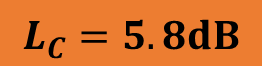 L_C = 5.8dB